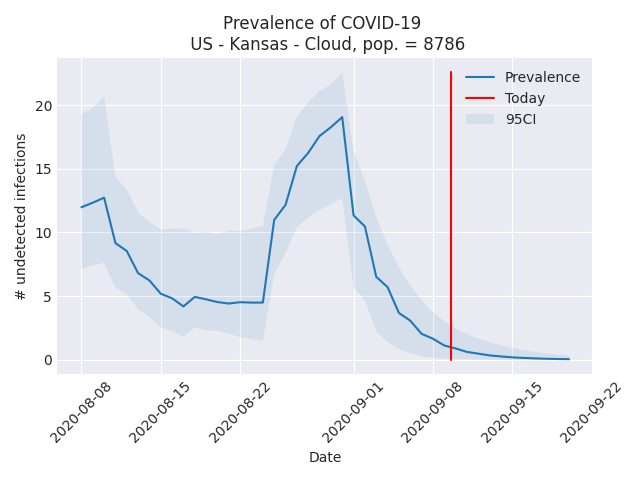 Prevalence of COVID-19
US - Kansas - Cloud, pop. = 8786
Prevalence
Today
95CI
# undetected infections
20
15
10
5
0
2020-08-08
2020-08-15
2020-08-22
2020-09-01
2020-09-08
2020-09-15
2020-09-22
Date